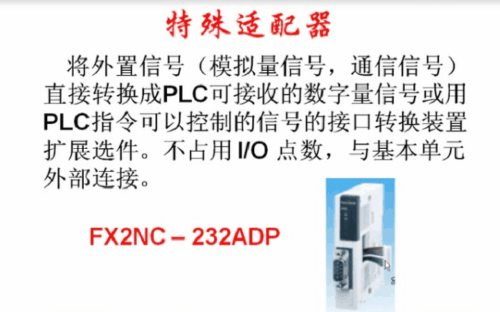 特殊适配器
将外置信号（模拟量信号，通信信号）
直接转换成PLC可接收的数字量信号或用
PLC指令可以控制的信号的接口转换装置
扩展选件。不占用 I/O 点数，与基本单元
外部连接。
FX2NC – 232ADP